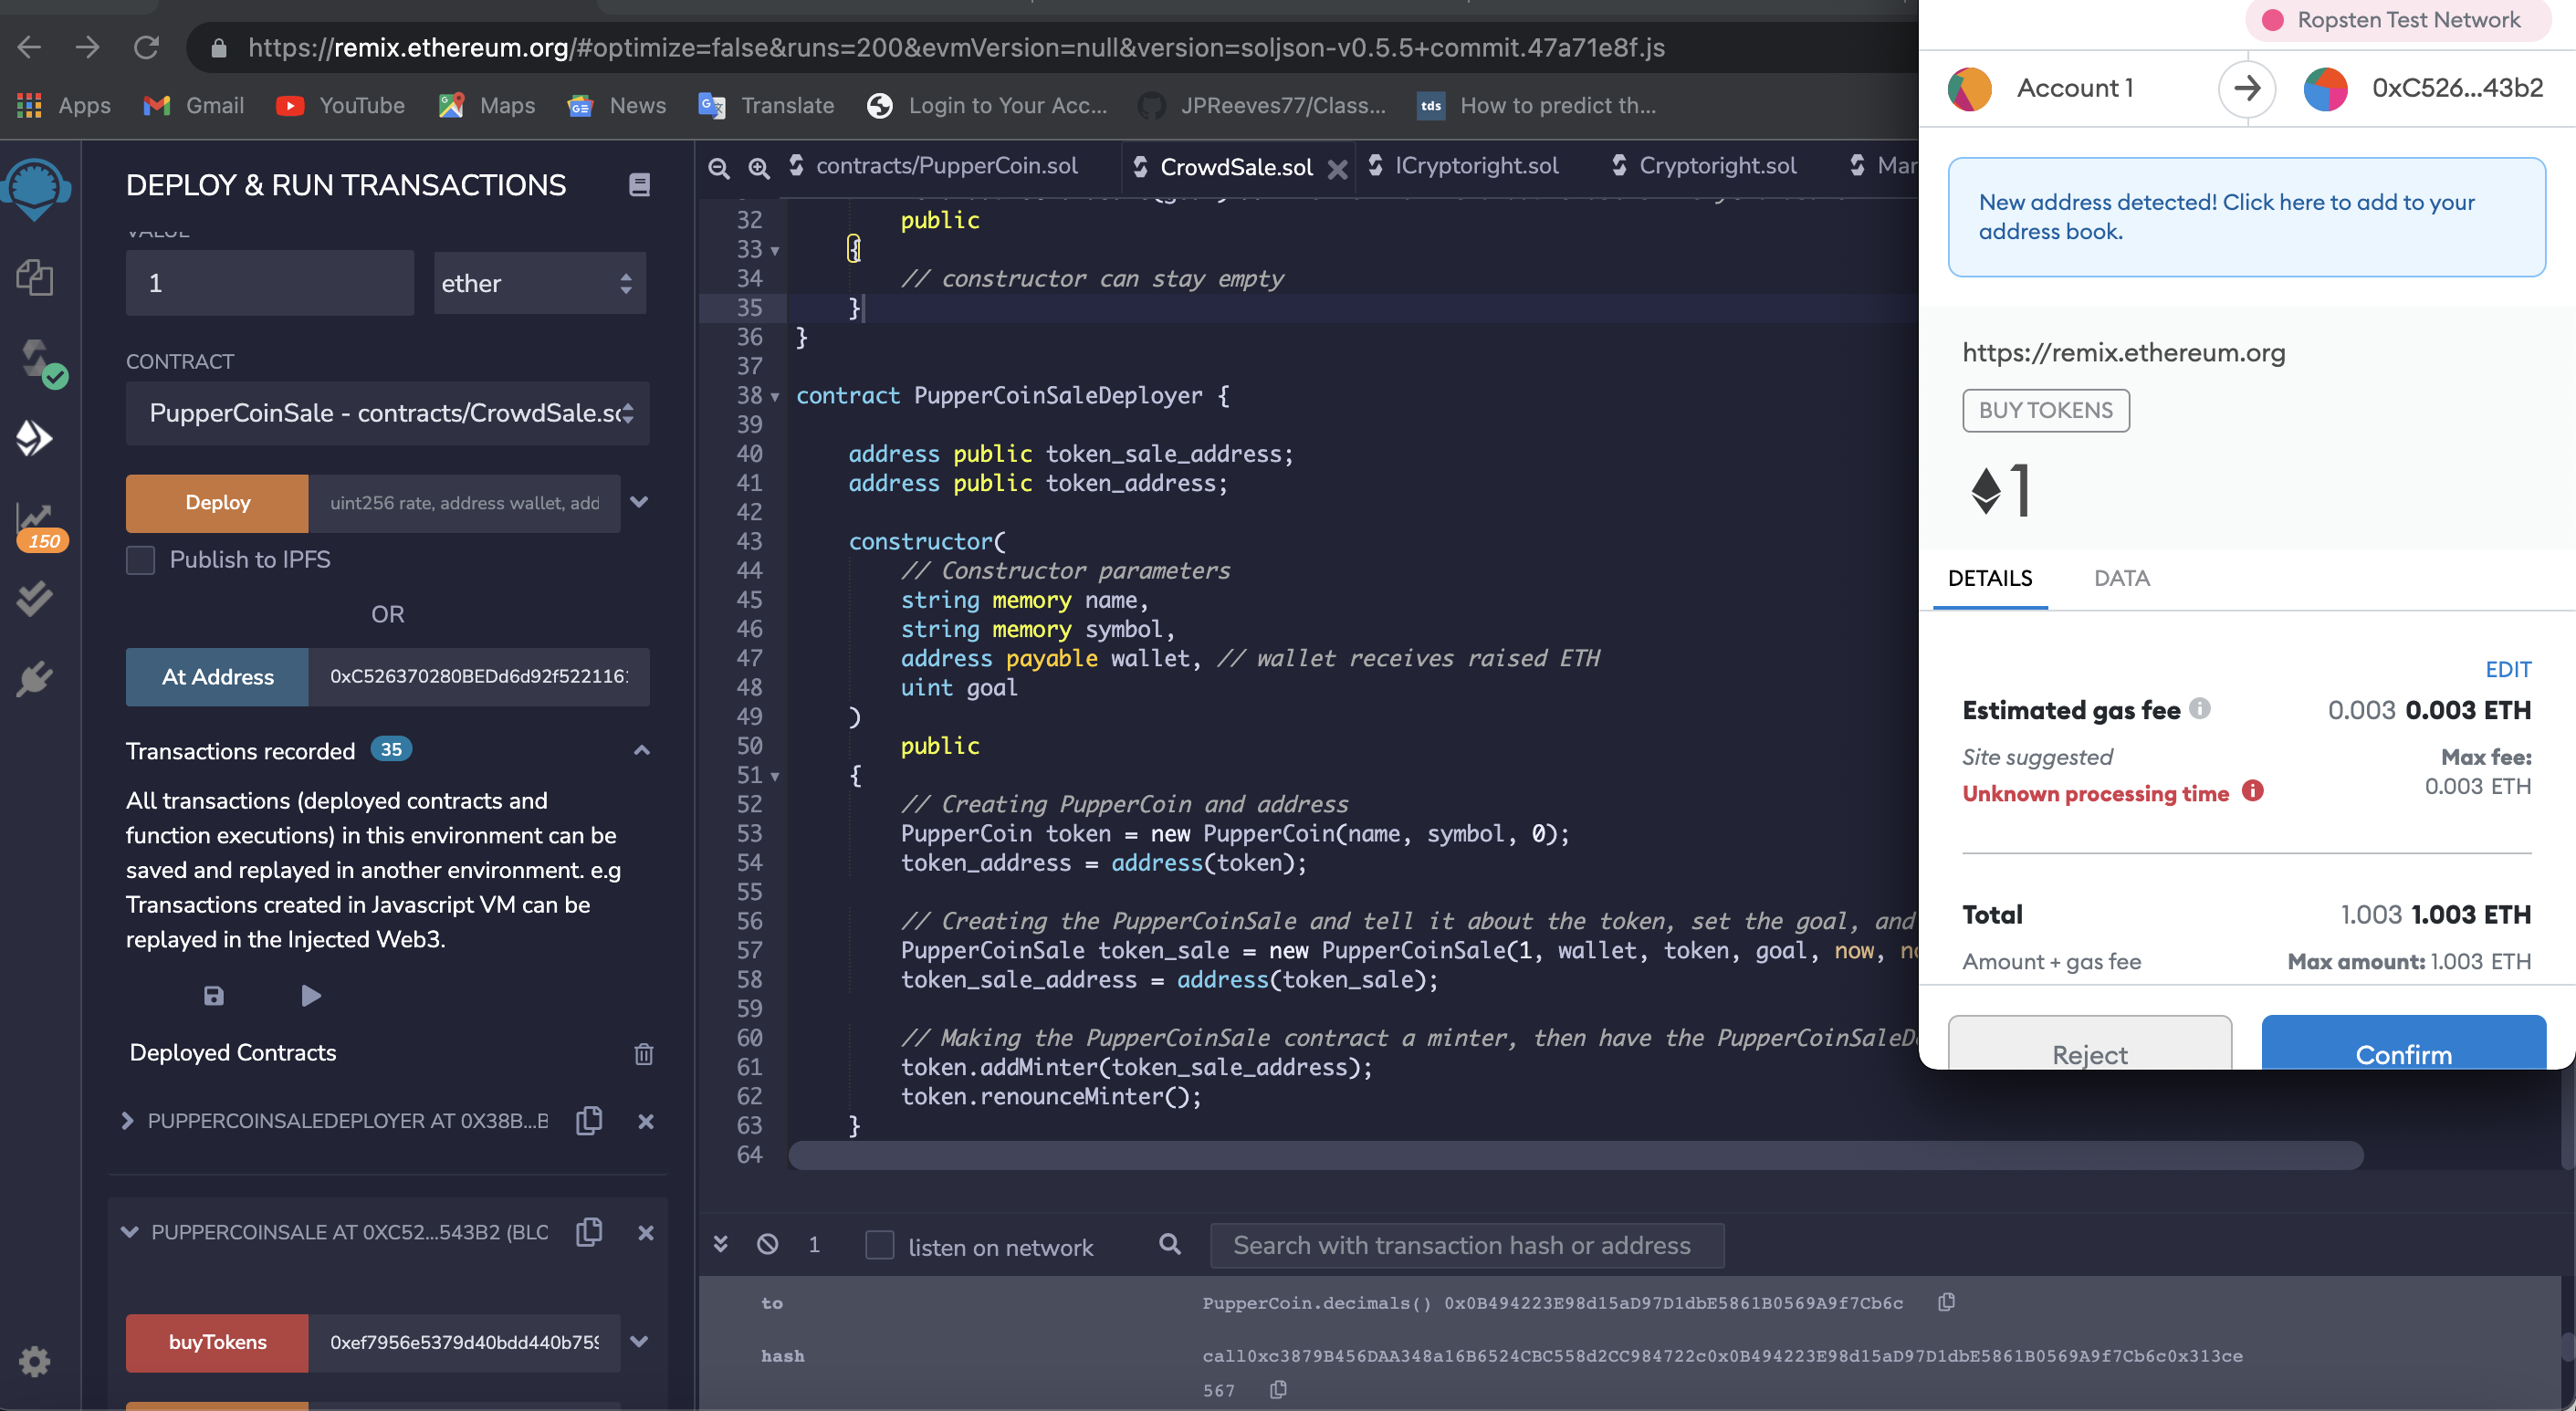 https://remix.ethereum.org/#optimize=false&runs=200&evmVersion=null&version=soljson-v0.5.5+commit.47a71e8f.js
Apps
Gmail
YouTube
Maps
News
Translate
Login to Your Acc...
JPReeves77/Class...
tds
How to predict th...
DEPLOY & RUN TRANSACTIONS
VALUE
1
ether
CONTRACT
PupperCoinSale - contracts/CrowdSale.sc
Deploy
uint256 rate, address wallet, add
Publish to IPFS
OR
At Address
0xC526370280BEDd6d92f522116:
150
Transactions recorded
35
All transactions (deployed contracts and
function executions) in this environment can be
saved and replayed in another environment. e.g
Transactions created in Javascript VM can be
replayed in the Injected Web3.
Deployed Contracts
PUPPERCOINSALEDEPLOYER AT 0X38B...B
PUPPERCOINSALE AT 0XC52...543B2 (BLO
buyTokens
0xef7956e5379d40bdd440b759
contracts/PupperCoin.sol
CrowdSale.sol
ICryptoright.sol
Cryptoright.sol
Mar
32 public
33 {
34 // constructor can stay empty
35 }
36 }
37
38 contract PupperCoinSaleDeployer {
39
40 address public token_sale_address;
41 address public token_address;
42
43 constructor(
44 // Constructor parameters
45 string memory name,
46 string memory symbol,
47 address payable wallet, // wallet receives raised ETH
48 uint goal
49 )
50 public
51 {
52 // Creating PupperCoin and address
53 PupperCoin token = new PupperCoin(name, symbol, 0);
54 token_address = address(token);
55
56 // Creating the PupperCoinSale and tell it about the token, set the goal, and
57 PupperCoinSale token_sale = new PupperCoinSale(1, wallet, token, goal, now, no
58 token_sale_address = address(token_sale);
59
60 // Making the PupperCoinSale contract a minter, then have the PupperCoinSaleD
61 token.addMinter(token_sale_address);
62 token.renounceMinter();
63 }
64
1
listen on network
Search with transaction hash or address
to
PupperCoin.decimals() 0x0B494223E98d15aD97D1dbE5861B0569A9f7Cb6c
hash
call0xc3879B456DAA348a16B6524CBC558d2CC984722c0x0B494223E98d15aD97D1dbE5861B0569A9f7Cb6c0x313ce
567
Ropsten Test Network
Account 1
0xC526...43b2
New address detected! Click here to add to your
address book.
https://remix.ethereum.org
BUY TOKENS
1
DETAILS
DATA
EDIT
Estimated gas fee
0.003 0.003 ETH
Site suggested
Max fee:
Unknown processing time
0.003 ETH
Total
1.003 1.003 ETH
Amount + gas fee
Max amount: 1.003 ETH
Reject
Confirm